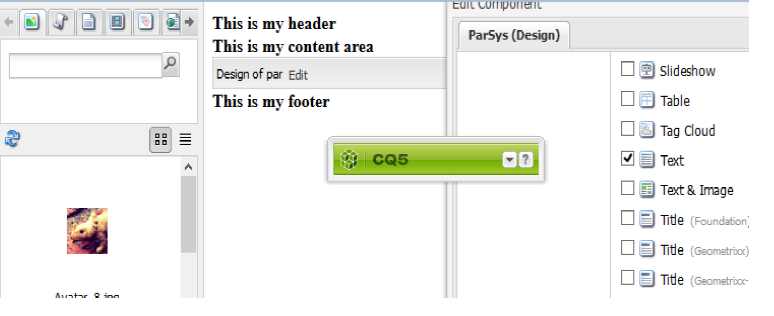 This is my header
This is my content area
Design of par Edit
This is my footer
CQ5
?
Edit Component
ParSys (Design)
Slideshow
Table
Tag Cloud
Text
Text & Image
Title (Foundation)
Title (Geometrixx)
Title (Geometrixx-
Avatar_8.jpg